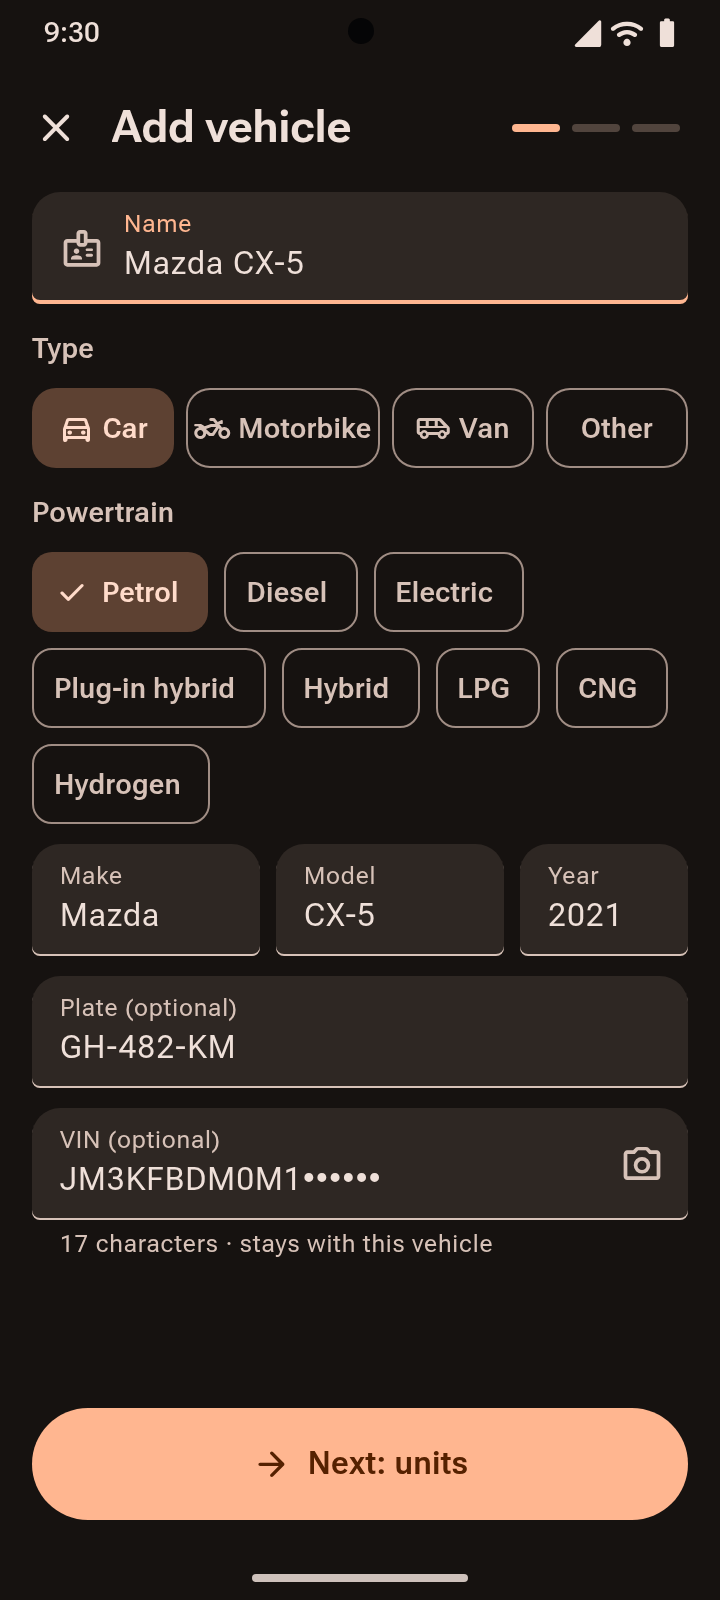 9:30
Add vehicle
Name
Mazda CX-5
Type
Car Motorbike Van Other
Powertrain
Petrol Diesel Electric
Plug-in hybrid Hybrid LPG CNG
Hydrogen
Make Model Year
Mazda CX-5 2021
Plate (optional)
GH-482-KM
VIN (optional)
JM3KFBDM0M1••••••
17 characters · stays with this vehicle
Next: units